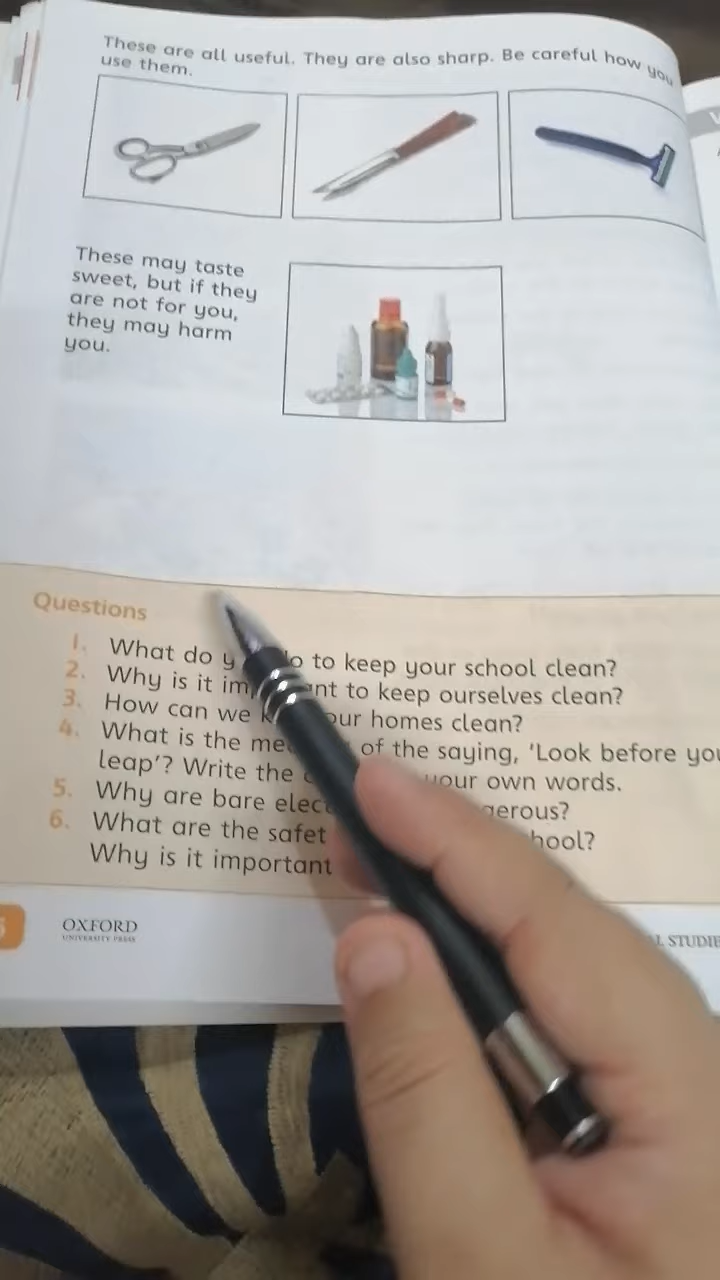 These are all useful. They are also sharp. Be careful how you
use them.
These may taste
sweet, but if they
are not for you,
they may harm
you.
Questions
1. What do y to keep your school clean?
2. Why is it im nt to keep ourselves clean?
3. How can we k our homes clean?
4. What is the me of the saying, 'Look before you
leap'? Write the your own words.
5. Why are bare elec gerous?
6. What are the safet hool?
Why is it important
OXFORD
UNIVERSITY PRESS
L STUDIE